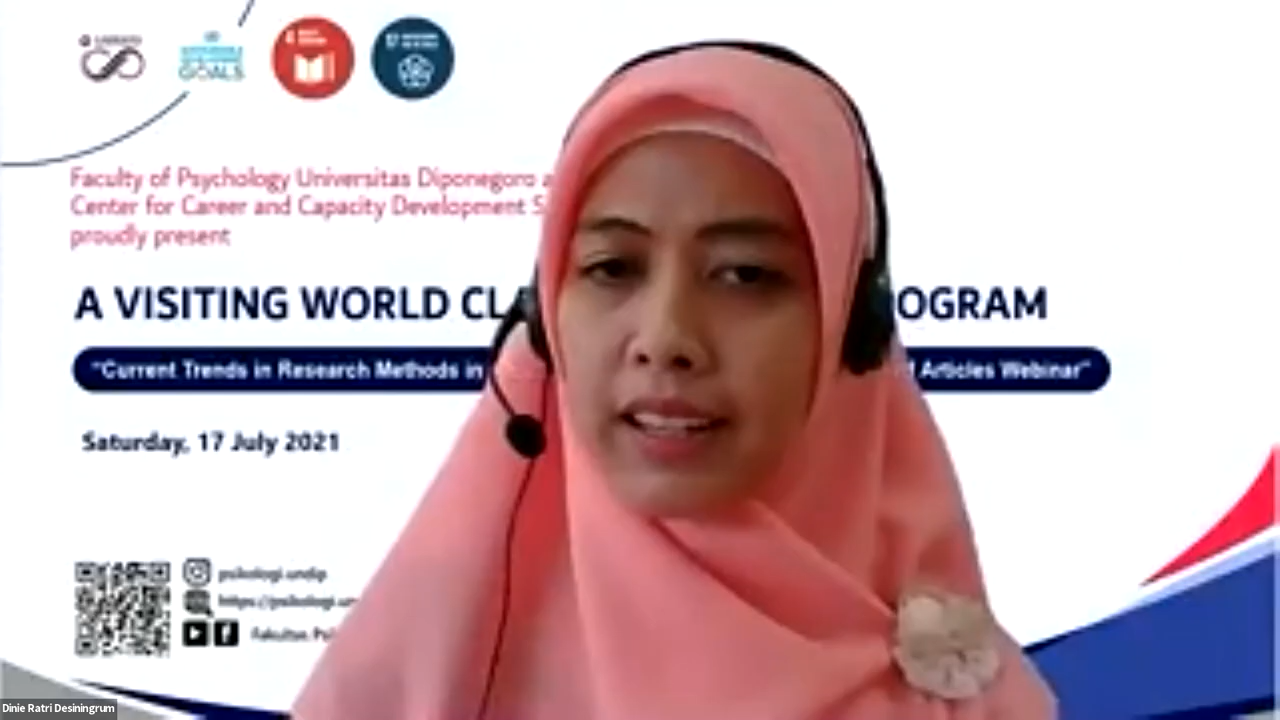 GOALS
Faculty of Psychology Universitas Diponegoro
Center for Career and Capacity Development S
proudly present
A VISITING WORLD CL OGRAM
"Current Trends in Research Methods in Articles Webinar"
Saturday, 17 July 2021
psikologi.undip
https://psikologi.un
Fakultas Psi
Dinie Ratri Desiningrum